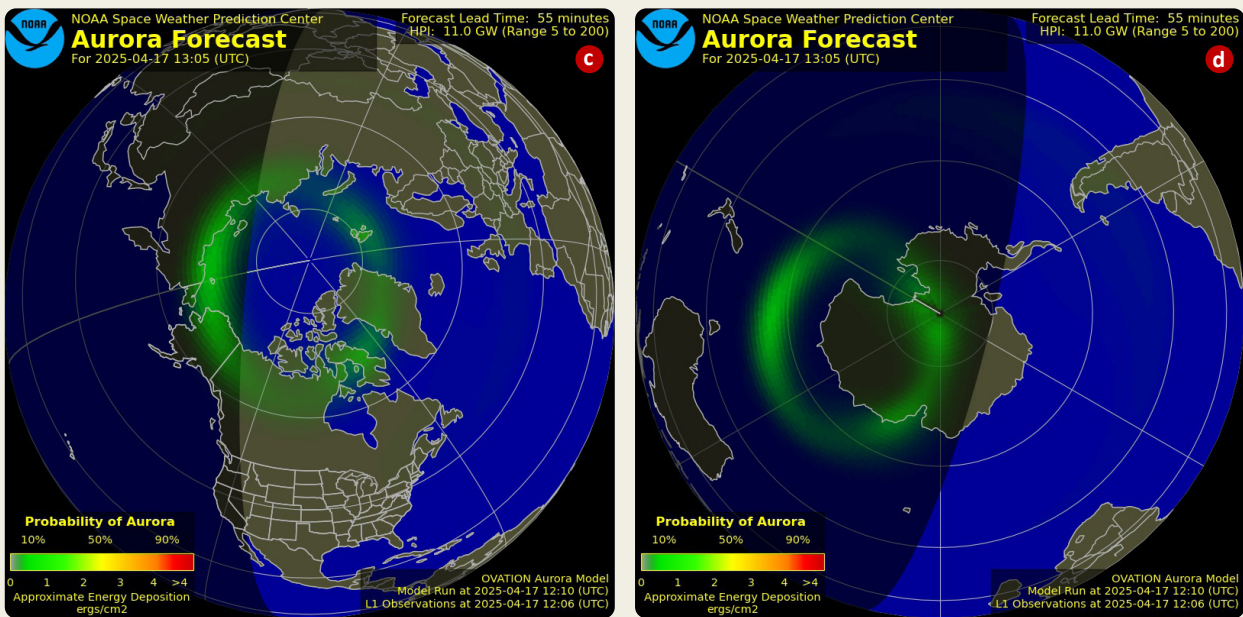 NOAA
NOAA Space Weather Prediction Center
Aurora Forecast
For 2025-04-17 13:05 (UTC)
Forecast Lead Time: 55 minutes
HPI: 11.0 GW (Range 5 to 200)
c
Probability of Aurora
10% 50% 90%
0 1 2 3 4 >4
Approximate Energy Deposition
ergs/cm2
OVATION Aurora Model
Model Run at 2025-04-17 12:10 (UTC)
L1 Observations at 2025-04-17 12:06 (UTC)
NOAA
NOAA Space Weather Prediction Center
Aurora Forecast
For 2025-04-17 13:05 (UTC)
Forecast Lead Time: 55 minutes
HPI: 11.0 GW (Range 5 to 200)
d
Probability of Aurora
10% 50% 90%
0 1 2 3 4 >4
Approximate Energy Deposition
ergs/cm2
OVATION Aurora Model
Model Run at 2025-04-17 12:10 (UTC)
L1 Observations at 2025-04-17 12:06 (UTC)